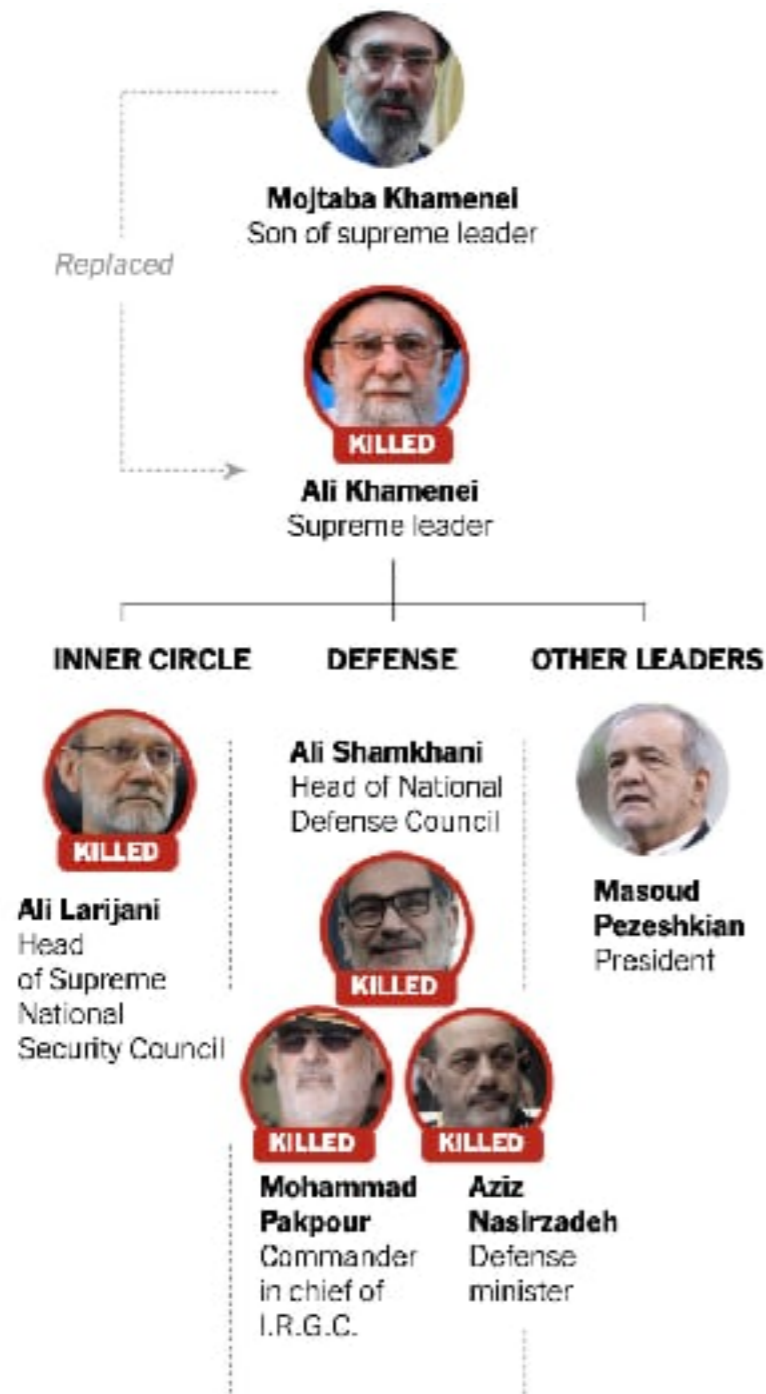 Mojtaba Khamenei
Son of supreme leader
Replaced
KILLED
Ali Khamenei
Supreme leader
INNER CIRCLE
DEFENSE
OTHER LEADERS
KILLED
Ali Larijani
Head
of Supreme
National
Security Council
Ali Shamkhani
Head of National
Defense Council
KILLED
KILLED
Mohammad
Pakpour
Commander
in chief of
I.R.G.C.
KILLED
Aziz
Nasirzadeh
Defense
minister
Masoud
Pezeshkian
President